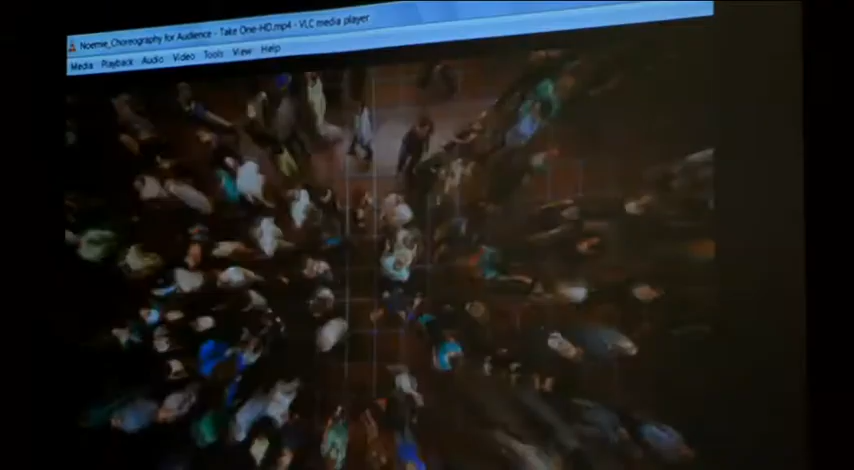 Noemie_Choreography for Audience - Take One-HD.mp4 - VLC media player
Media Playback Audio Video Tools View Help